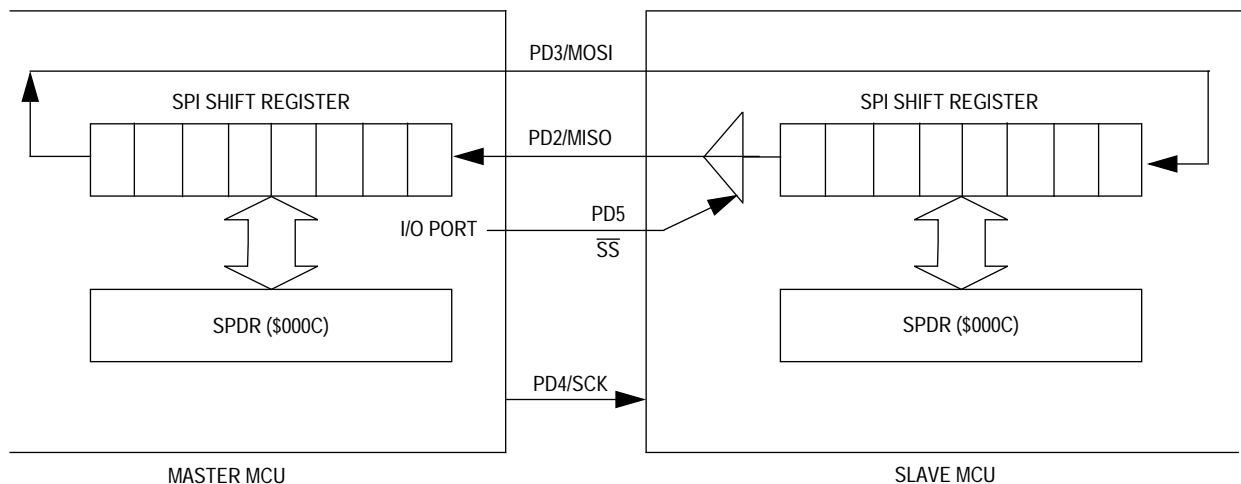 PD3/MOSI
SPI SHIFT REGISTER
SPI SHIFT REGISTER
PD2/MISO
I/O PORT
PD5
SS
SPDR ($000C)
SPDR ($000C)
PD4/SCK
MASTER MCU
SLAVE MCU